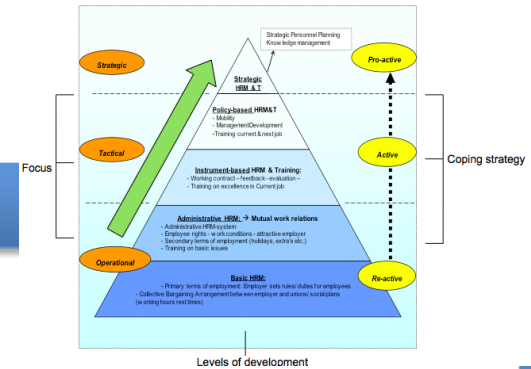 Strategic Personnel Planning
Knowledge management
Strategic
Pro-active
Strategic
HRM & T
Policy-based HRM&T
- Mobility
- ManagementDevelopment
-Training current & next job
Focus
Tactical
Active
Coping strategy
Instrument-based HRM & Training:
- Working contract – feedback - evaluation –
- Training on excellence in Current job
Administrative HRM: → Mutual work relations
- Administrative HRM-system
- Employee rights - work conditions - attractive employer
- Secondary terms of employment (holidays, extra's etc.)
- Training on basic issues
Operational
Re-active
Basic HRM:
- Primary terms of employment: Employer sets rules/ duties for employees
- Collective Bargaining Arrangement between employer and unions/ social plans
(working hours rest times)
Levels of development